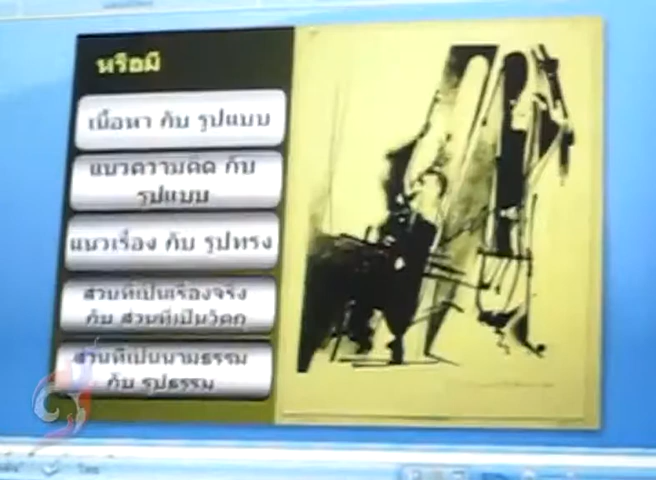 หรือมี
เนื้อหา กับ รูปแบบ
แนวความคิด กับ
รูปแบบ
แนวเรื่อง กับ รูปทรง
ส่วนที่เป็นเรื่องจริง
กับ ส่วนที่เป็นวัตถุ
ส่วนที่เป็นนามธรรม
กับ รูปธรรม
ไทย